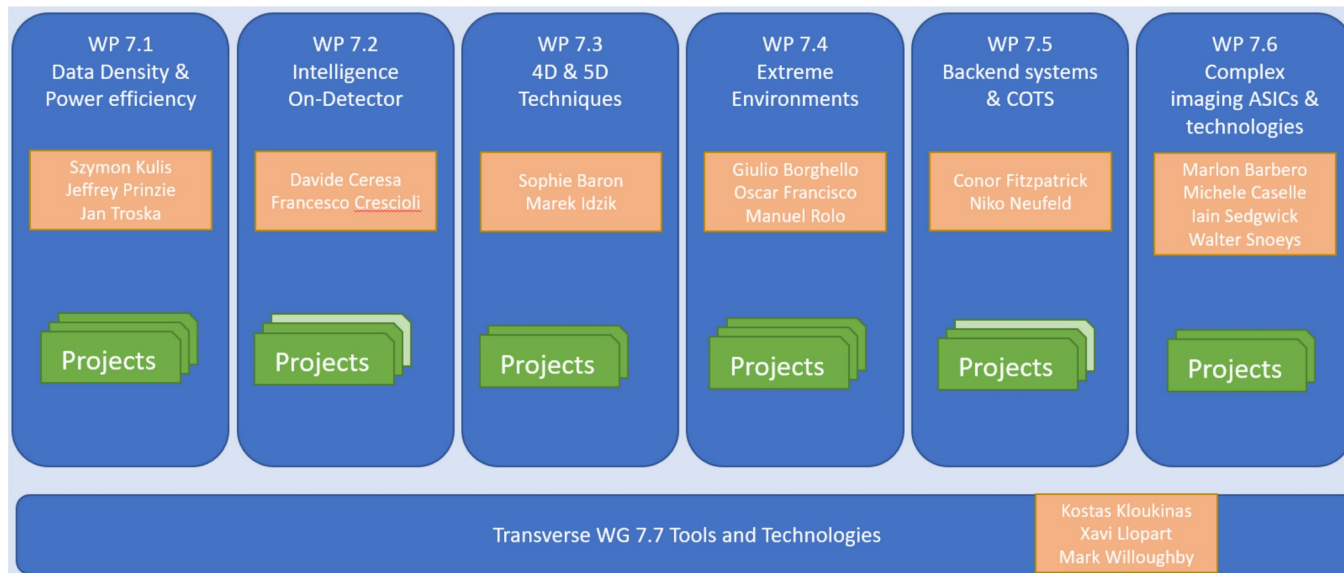 WP 7.1
Data Density &
Power efficiency
Szymon Kulis
Jeffrey Prinzie
Jan Troska
Projects
WP 7.2
Intelligence
On-Detector
Davide Ceresa
Francesco Crescioli
Projects
WP 7.3
4D & 5D
Techniques
Sophie Baron
Marek Idzik
Projects
WP 7.4
Extreme
Environments
Giulio Borghello
Oscar Francisco
Manuel Rolo
Projects
WP 7.5
Backend systems
& COTS
Conor Fitzpatrick
Niko Neufeld
Projects
WP 7.6
Complex
imaging ASICs &
technologies
Marlon Barbero
Michele Caselle
Iain Sedgwick
Walter Snoeys
Projects
Transverse WG 7.7 Tools and Technologies
Kostas Kloukinas
Xavi Llopart
Mark Willoughby